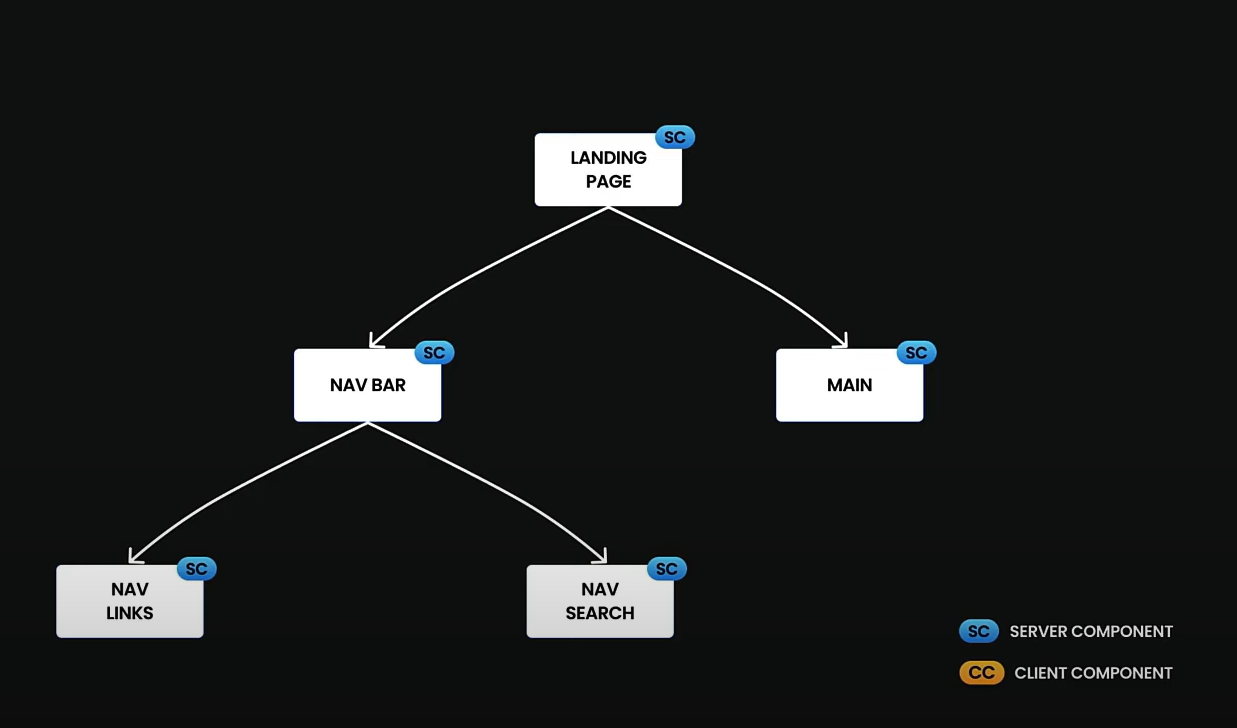 SC
LANDING
PAGE
SC
NAV BAR
SC
MAIN
SC
NAV
LINKS
SC
NAV
SEARCH
SC SERVER COMPONENT
CC CLIENT COMPONENT